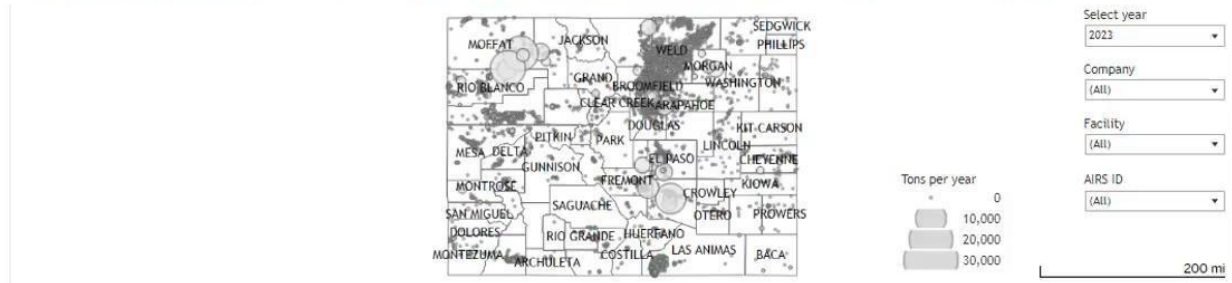 SEDGWICK
MOFFAT JACKSON WELD PHILLIPS
MORGAN
RIO BLANCO GRAND BROOMFIELD WASHINGTON
CLEAR CREEK ARAPAHOE
DOUGLAS KIT CARSON
PITKIN PARK LINCOLN
MESA DELTA EL PASO CHEYENNE
GUNNISON
MONTROSE FREMONT CROWLEY KIOWA
SAGUACHE
SAN MIGUEL OTERO PROWERS
DOLORES RIO GRANDE HUERFANO
MONTEZUMA ARCHULETA COSTILLA LAS ANIMAS BACA
Tons per year
0
10,000
20,000
30,000
Select year
2023
Company
(All)
Facility
(All)
AIRS ID
(All)
200 mi